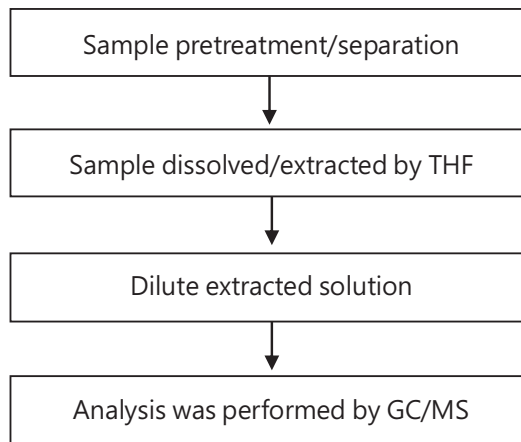 Sample pretreatment/separation
Sample dissolved/extracted by THF
Dilute extracted solution
Analysis was performed by GC/MS